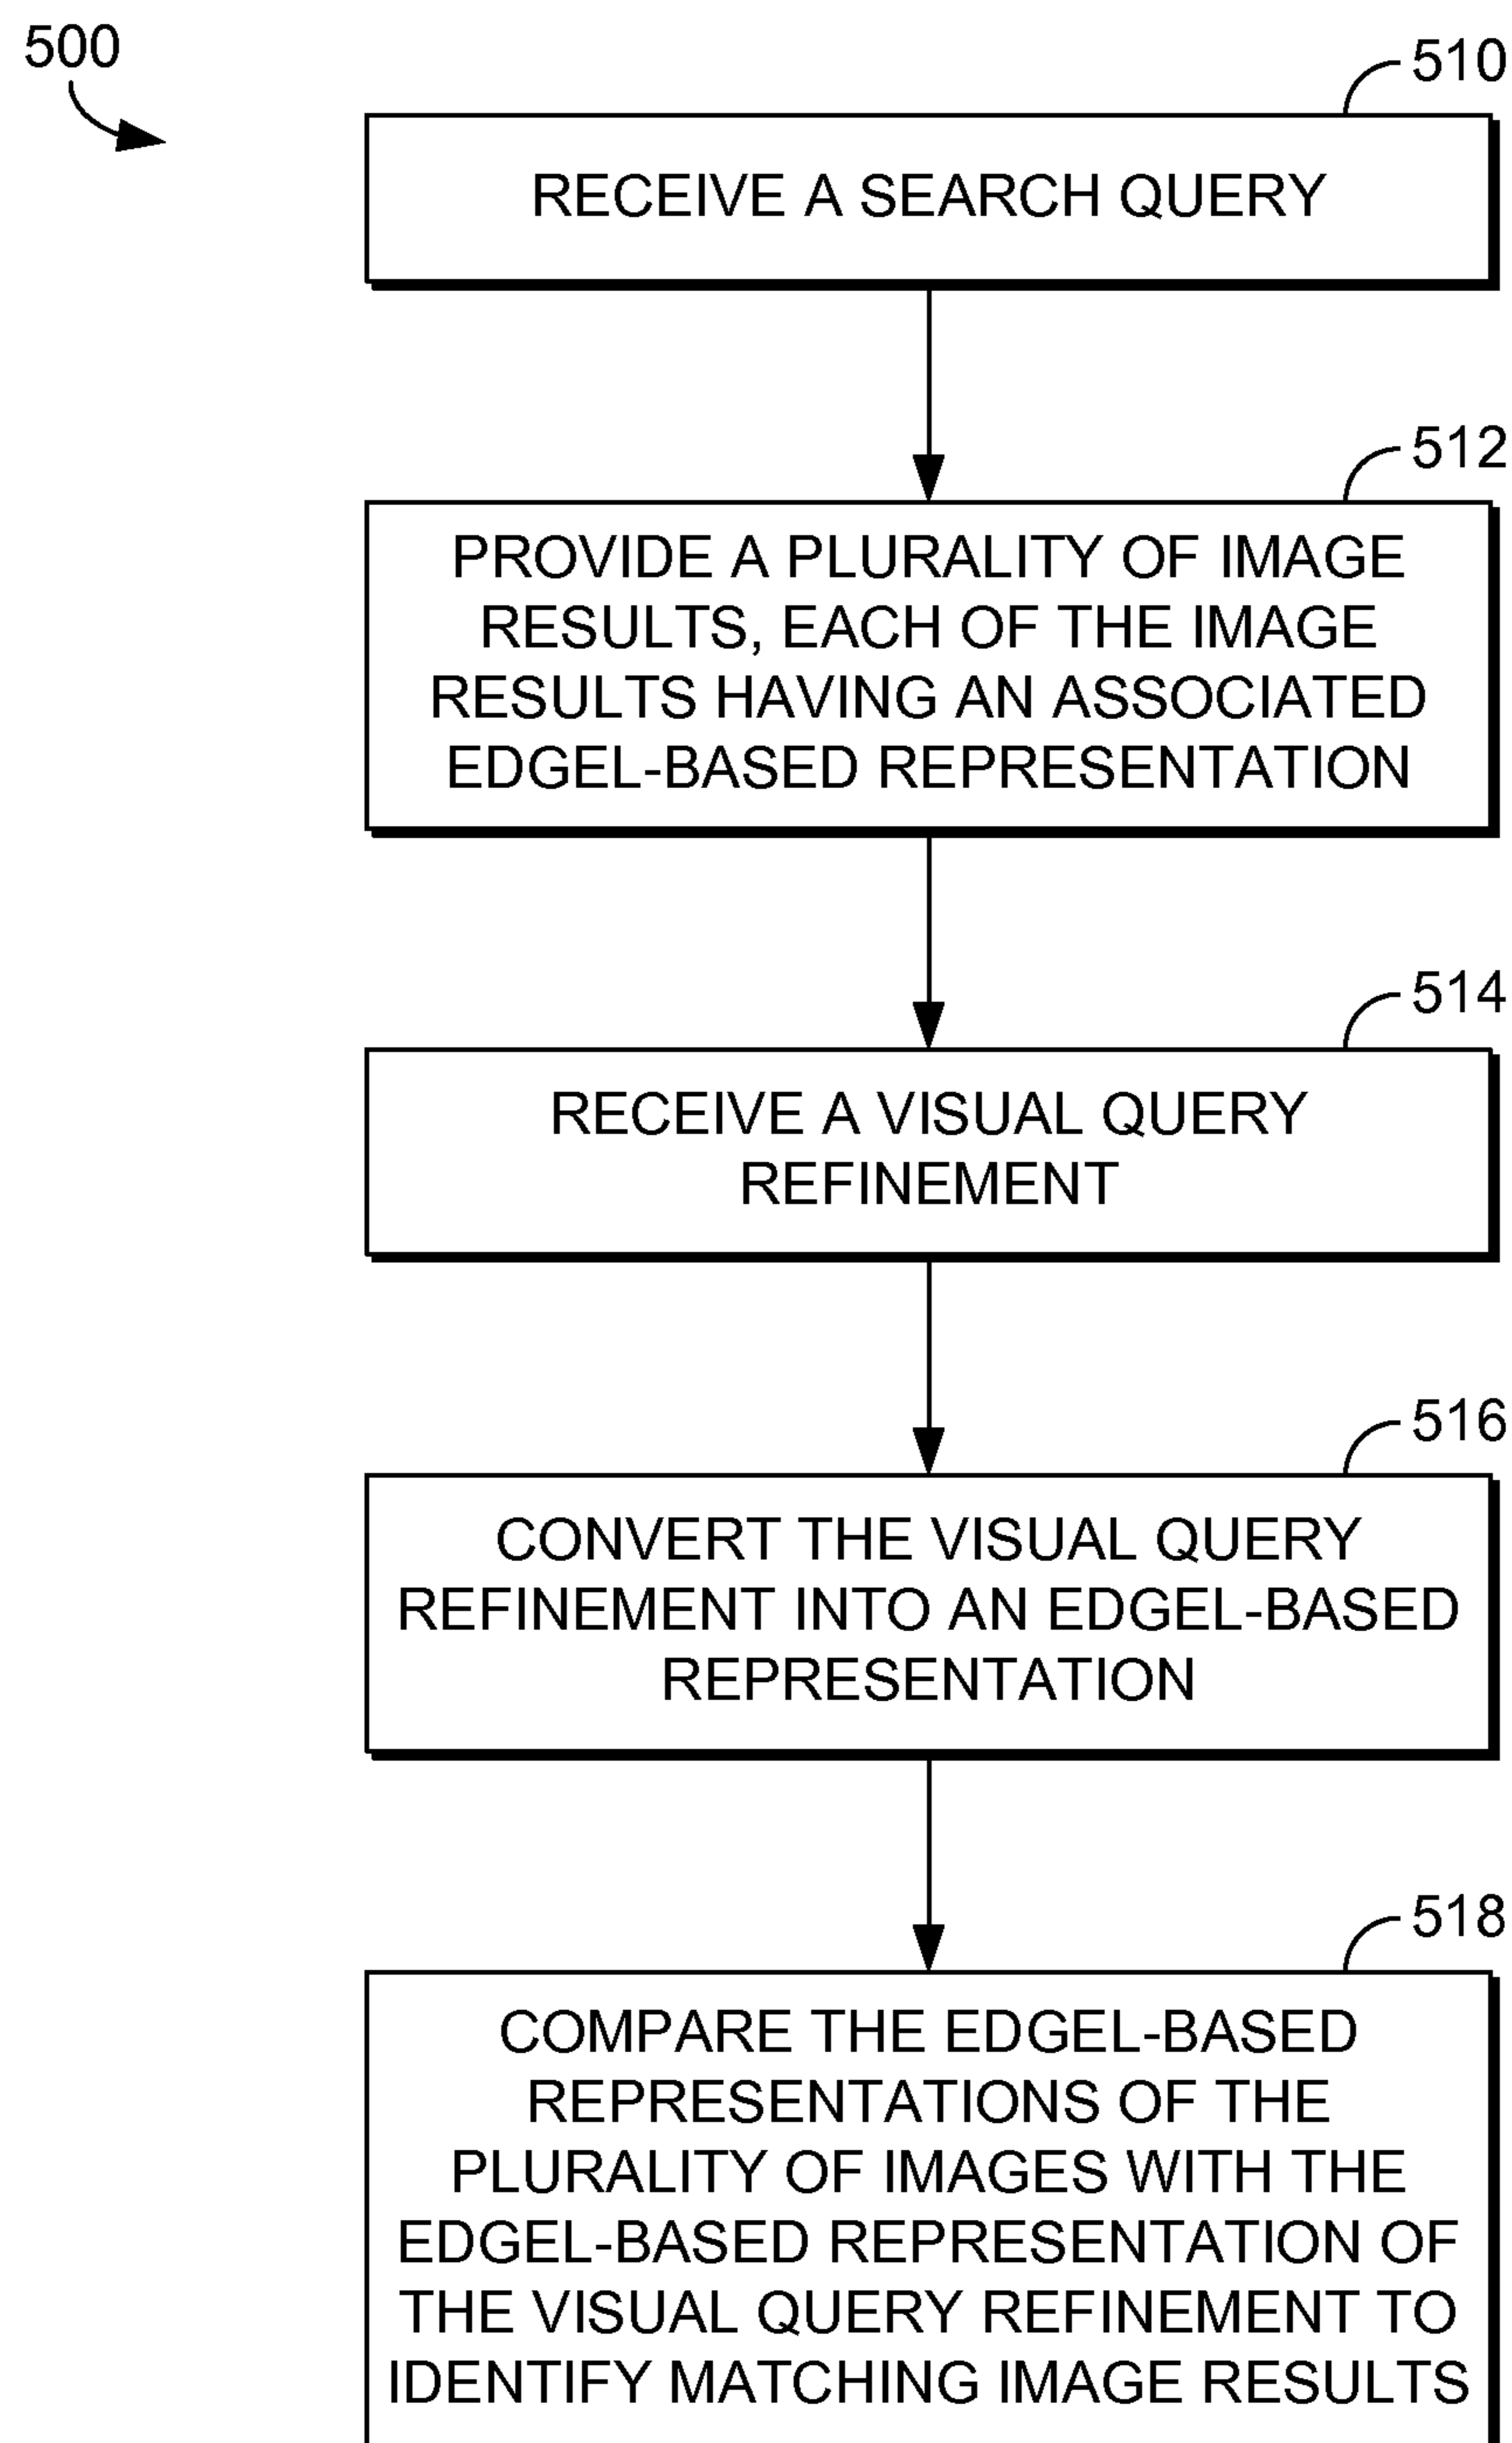 500
510
RECEIVE A SEARCH QUERY
512
PROVIDE A PLURALITY OF IMAGE
RESULTS, EACH OF THE IMAGE
RESULTS HAVING AN ASSOCIATED
EDGEL-BASED REPRESENTATION
514
RECEIVE A VISUAL QUERY
REFINEMENT
516
CONVERT THE VISUAL QUERY
REFINEMENT INTO AN EDGEL-BASED
REPRESENTATION
518
COMPARE THE EDGEL-BASED
REPRESENTATIONS OF THE
PLURALITY OF IMAGES WITH THE
EDGEL-BASED REPRESENTATION OF
THE VISUAL QUERY REFINEMENT TO
IDENTIFY MATCHING IMAGE RESULTS